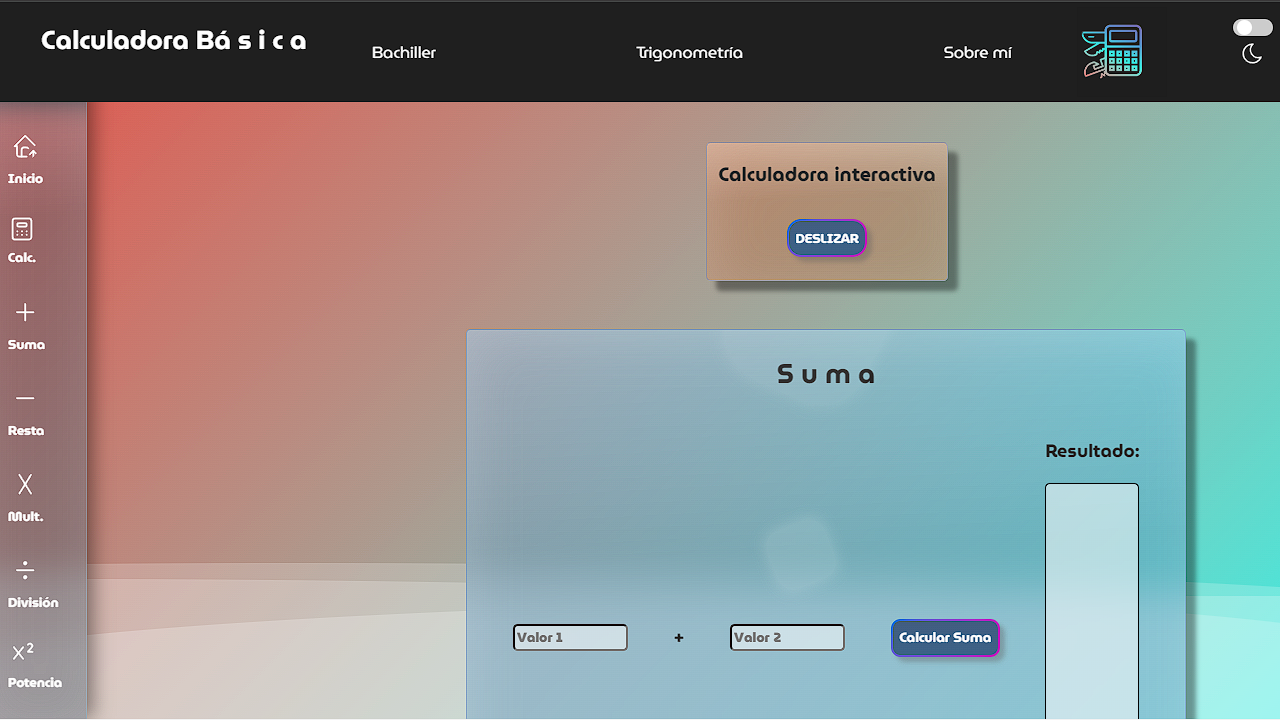 Calculadora Bá s i c a
Bachiller
Trigonometría
Sobre mí
Inicio
Calc.
Suma
Resta
Mult.
División
x²
Potencia
Calculadora interactiva
DESLIZAR
S u m a
Resultado:
Valor 1 + Valor 2 Calcular Suma